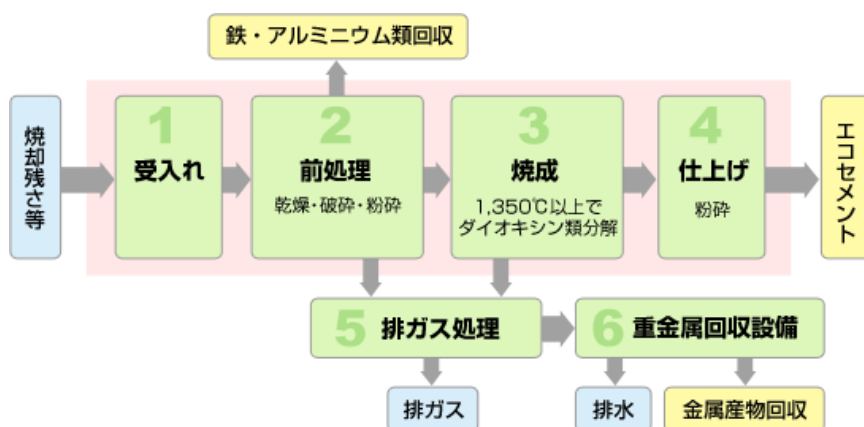 鉄・アルミニウム類回収
焼却残さ等
1
受入れ
2
前処理
乾燥・破砕・粉砕
3
焼成
1,350℃以上で
ダイオキシン類分解
4
仕上げ
粉砕
エコセメント
5 排ガス処理
6 重金属回収設備
排ガス
排水
金属産物回収